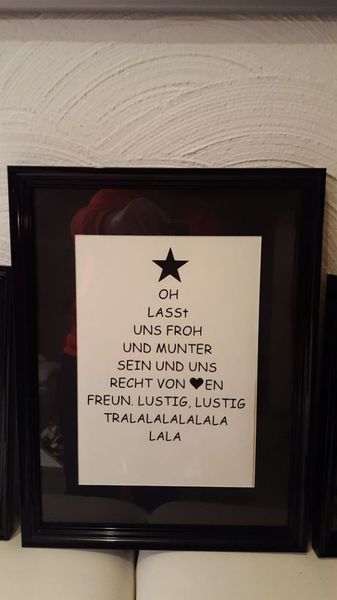 OH
LASSt
UNS FROH
UND MUNTER
SEIN UND UNS
RECHT VON ♥EN
FREUN. LUSTIG, LUSTIG
TRALALALALALALA
LALA